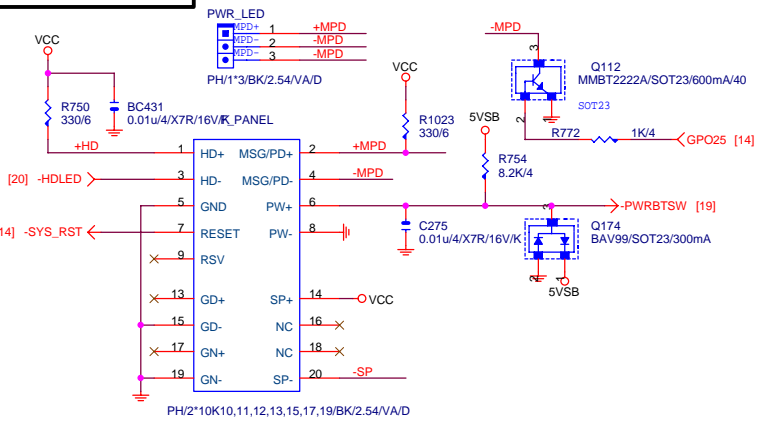 PWR_LED
MPD+ 1 +MPD
MPD- 2 -MPD
MPD- 3 -MPD
PH/1*3/BK/2.54/VA/D
-MPD
3
Q112
MMBT2222A/SOT23/600mA/40
SOT23
2
1
R772
1K/4
GPO25 [14]
VCC
R750
330/6
BC431
0.01u/4/X7R/16V/K
F_PANEL
VCC
R1023
330/6
5VSB
R754
8.2K/4
+HD 1 HD+ MSG/PD+ 2 +MPD
[20] -HDLED 3 HD- MSG/PD- 4 -MPD
5 GND PW+ 6 -PWRBTSW [19]
14] -SYS_RST 7 RESET PW- 8
9 RSV
13 GD+ SP+ 14 VCC
15 GD- NC 16
17 GN+ NC 18
19 GN- SP- 20 -SP
C275
0.01u/4/X7R/16V/K
3
Q174
BAV99/SOT23/300mA
2
1
5VSB
PH/2*10K10,11,12,13,15,17,19/BK/2.54/VA/D